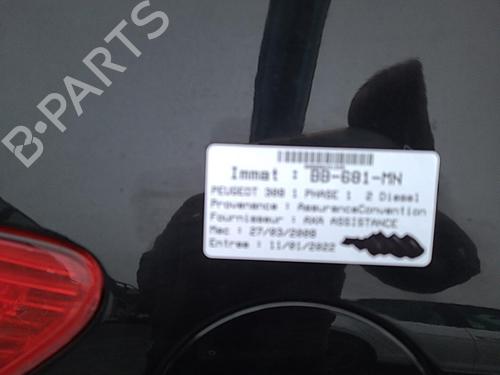 B-PARTS
Immat : BB-681-MN
PEUGEOT 308 1 PHASE 1 2 Diesel
Provenance : AssuranceConvention
Fournisseur : AXA ASSISTANCE
Mec : 27/03/2008
Entree : 11/01/2022